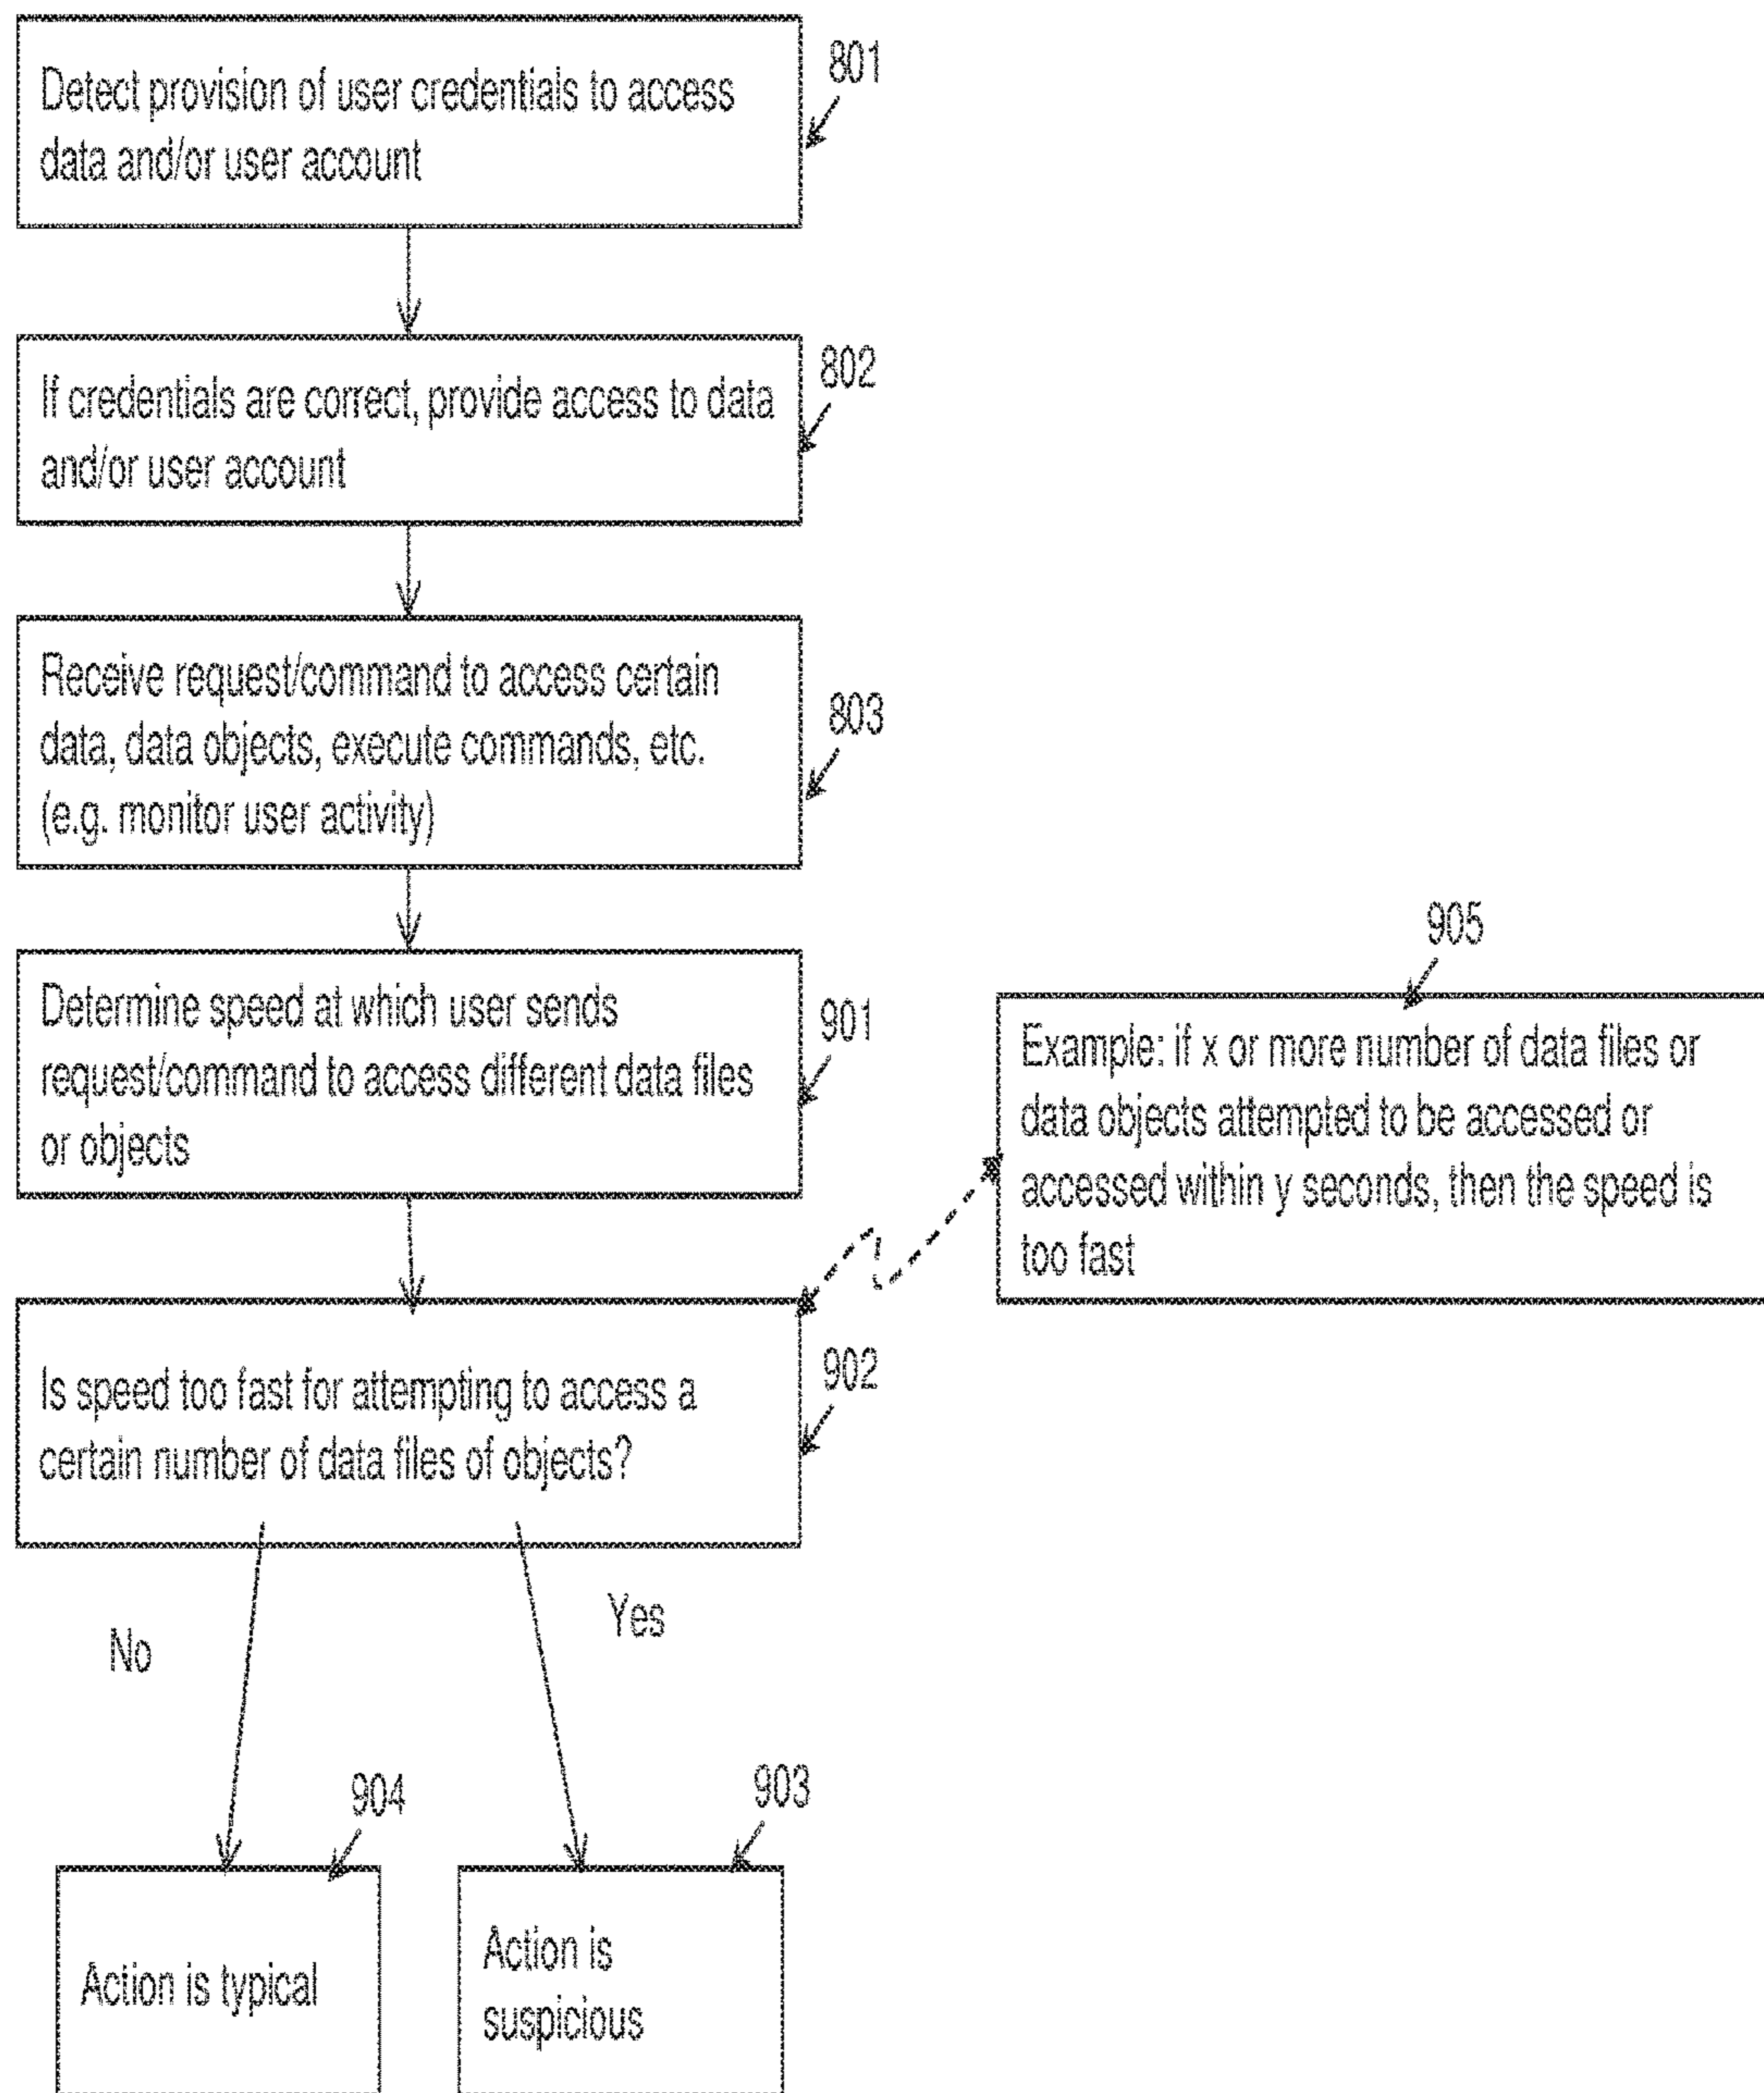 Detect provision of user credentials to access
data and/or user account
801
If credentials are correct, provide access to data
and/or user account
802
Receive request/command to access certain
data, data objects, execute commands, etc.
(e.g. monitor user activity)
803
Determine speed at which user sends
request/command to access different data files
or objects
901
905
Example: if x or more number of data files or
data objects attempted to be accessed or
accessed within y seconds, then the speed is
too fast
Is speed too fast for attempting to access a
certain number of data files of objects?
902
No
Yes
904
903
Action is typical
Action is
suspicious